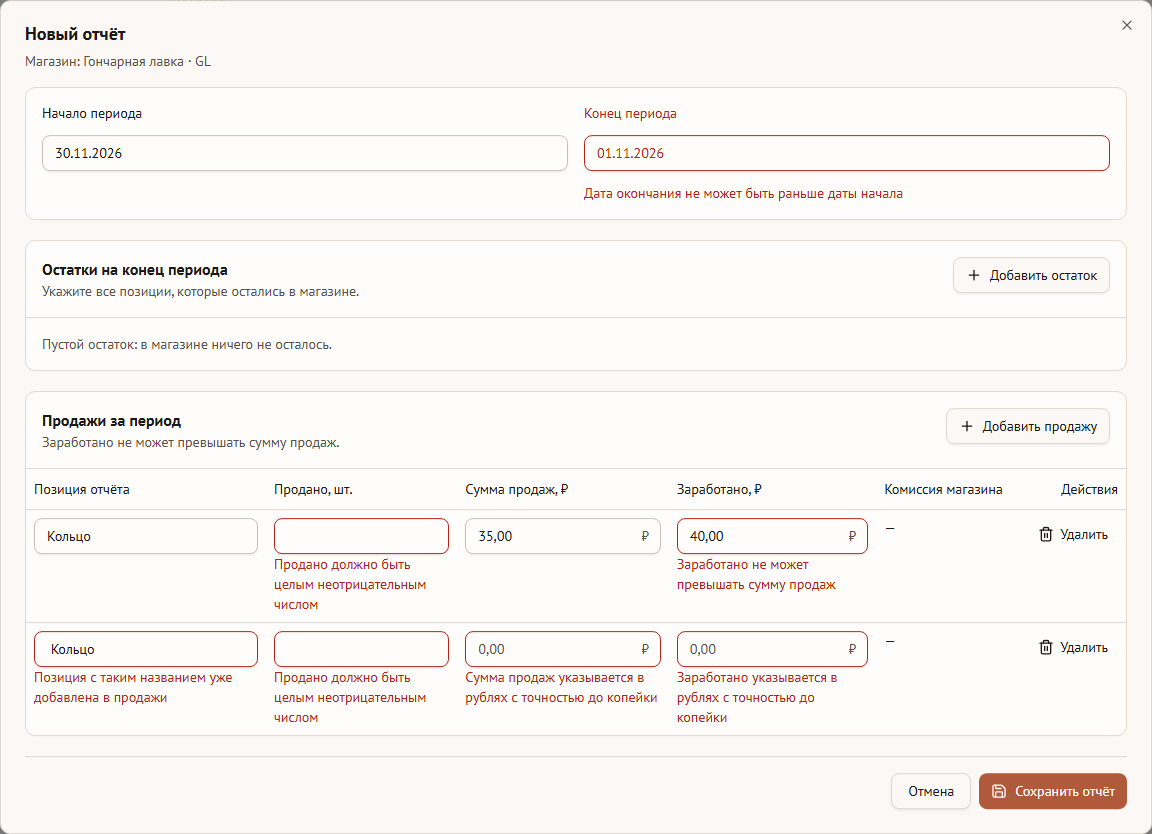 Новый отчёт
Магазин: Гончарная лавка · GL
Начало периода
Конец периода
30.11.2026
01.11.2026
Дата окончания не может быть раньше даты начала
Остатки на конец периода
Укажите все позиции, которые остались в магазине.
Добавить остаток
Пустой остаток: в магазине ничего не осталось.
Продажи за период
Заработано не может превышать сумму продаж.
Добавить продажу
Позиция отчёта
Продано, шт.
Сумма продаж, ₽
Заработано, ₽
Комиссия магазина
Действия
Кольцо
35,00 ₽
40,00 ₽
—
Удалить
Продано должно быть
целым неотрицательным
числом
Заработано не может
превышать сумму продаж
Кольцо
0,00 ₽
0,00 ₽
—
Удалить
Позиция с таким названием уже
добавлена в продажи
Продано должно быть
целым неотрицательным
числом
Сумма продаж указывается в
рублях с точностью до копейки
Заработано указывается в
рублях с точностью до
копейки
Отмена
Сохранить отчёт